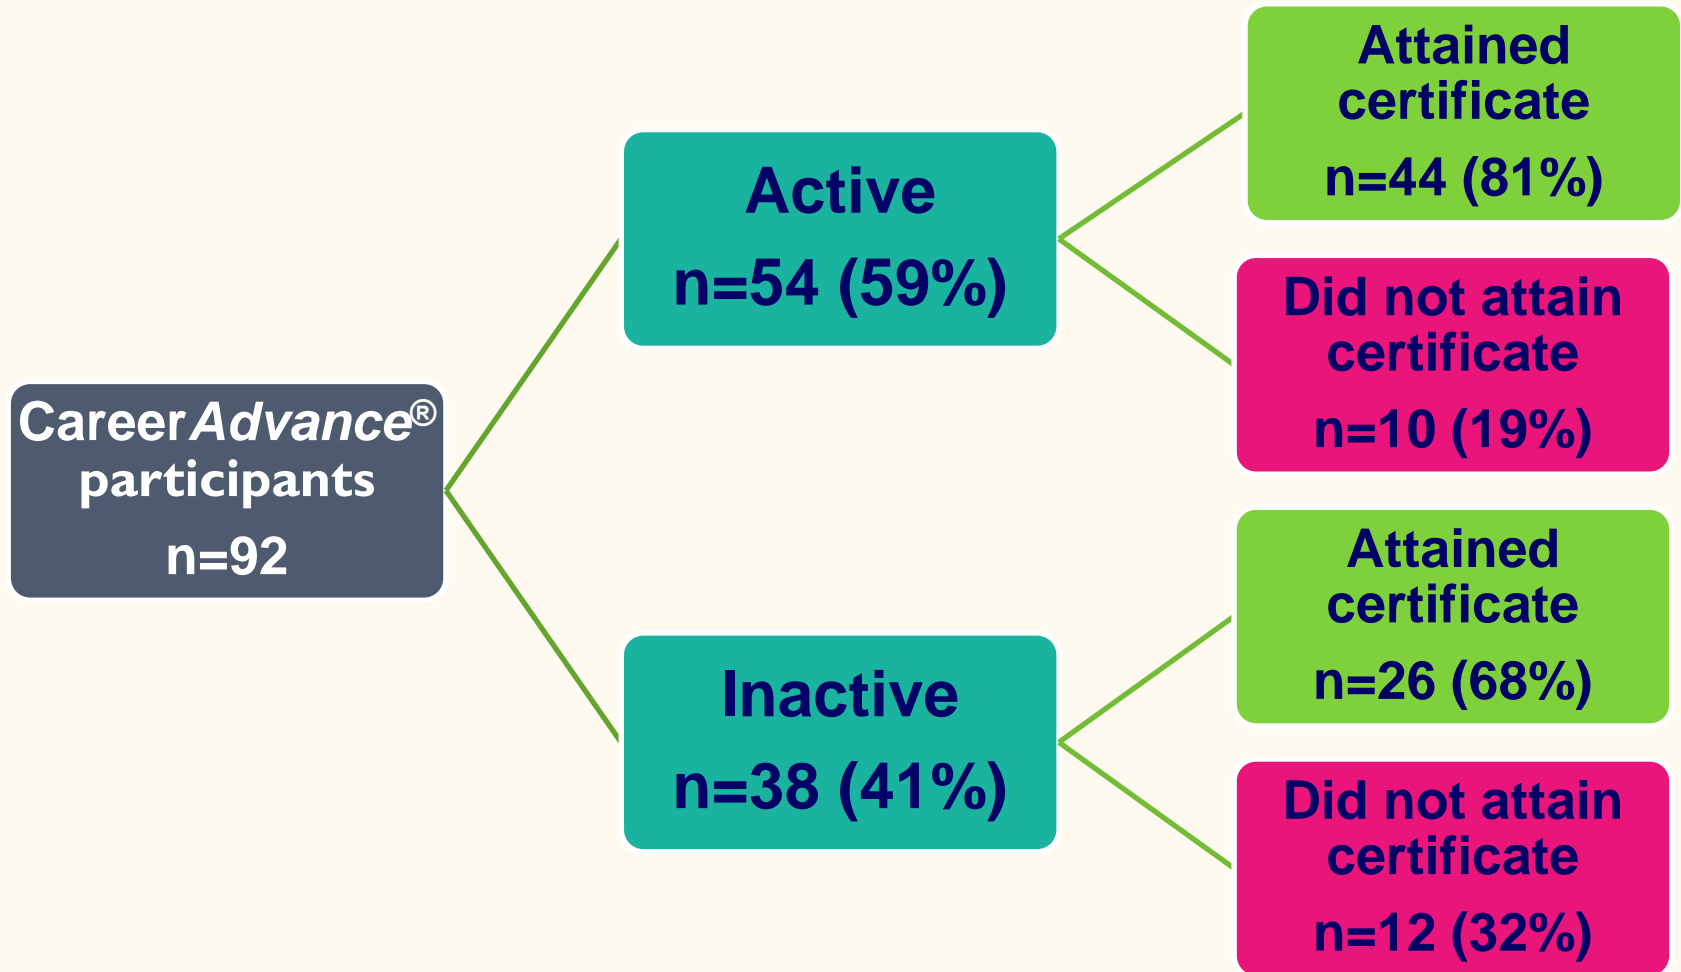 CareerAdvance®
participants
n=92
Active
n=54 (59%)
Inactive
n=38 (41%)
Attained
certificate
n=44 (81%)
Did not attain
certificate
n=10 (19%)
Attained
certificate
n=26 (68%)
Did not attain
certificate
n=12 (32%)